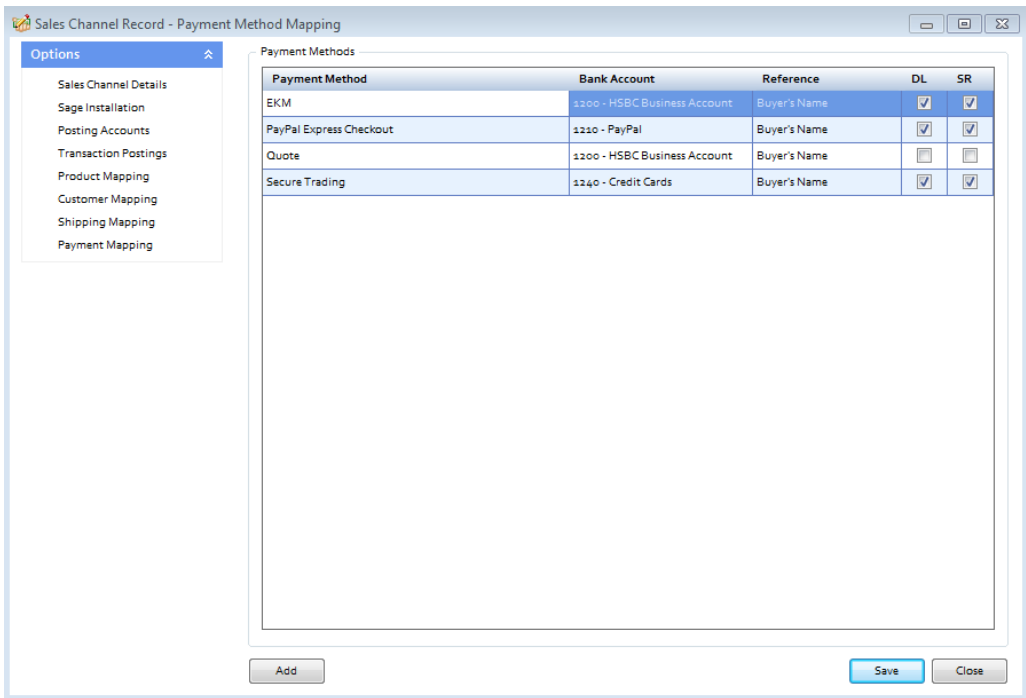 Sales Channel Record - Payment Method Mapping
Options
Sales Channel Details
Sage Installation
Posting Accounts
Transaction Postings
Product Mapping
Customer Mapping
Shipping Mapping
Payment Mapping
Payment Methods
Payment Method Bank Account Reference DL SR
EKM 1200 - HSBC Business Account Buyer's Name
PayPal Express Checkout 1210 - PayPal Buyer's Name
Quote 1200 - HSBC Business Account Buyer's Name
Secure Trading 1240 - Credit Cards Buyer's Name
Add Save Close